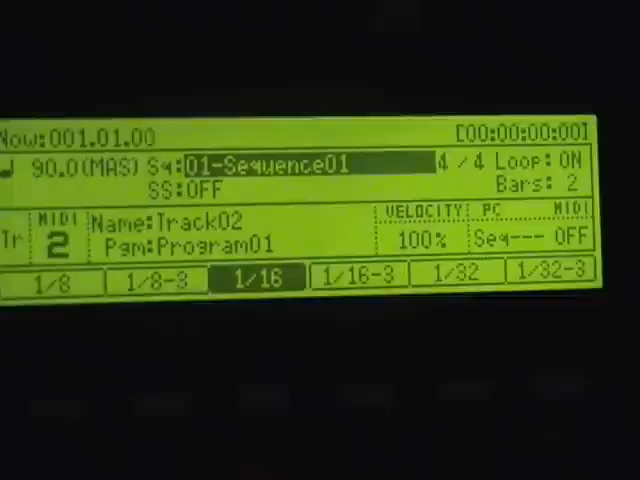 Now:001.01.00 [00:00:00:00]
♩ 90.0(MAS) Sq:01-Sequence01 4/4 Loop: ON
SS:OFF Bars: 2
MIDI VELOCITY PC MIDI
Name:Track02
Tr 2 100% Seq--- OFF
Pgm:Program01
1/8 1/8-3 1/16 1/16-3 1/32 1/32-3